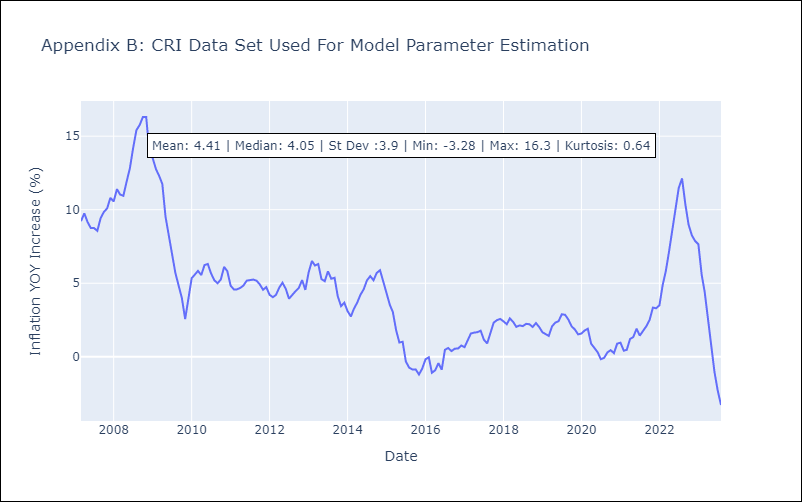 Appendix B: CRI Data Set Used For Model Parameter Estimation
Mean: 4.41 | Median: 4.05 | St Dev :3.9 | Min: -3.28 | Max: 16.3 | Kurtosis: 0.64
Inflation YOY Increase (%)
15
10
5
0
2008 2010 2012 2014 2016 2018 2020 2022
Date